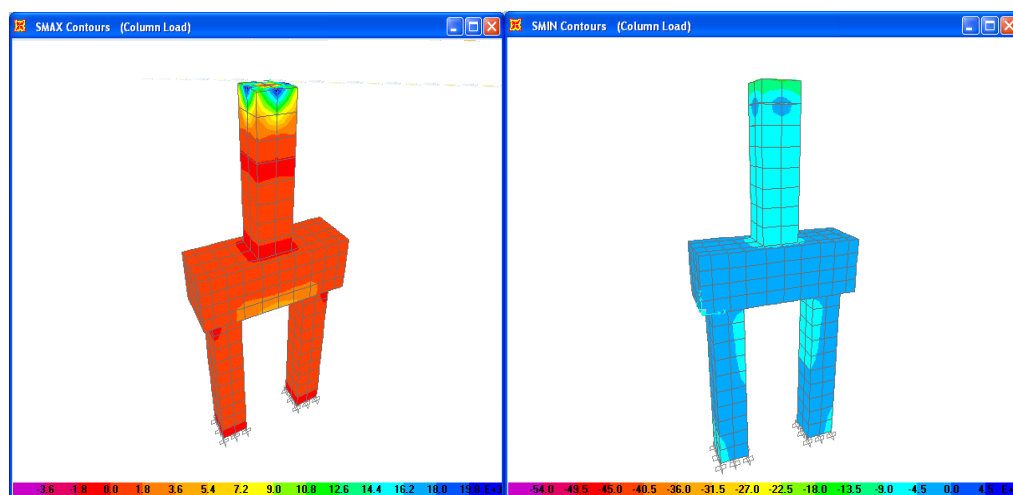 SMAX Contours (Column Load)
SMIN Contours (Column Load)
-3.6 -1.8 0.0 1.8 3.6 5.4 7.2 9.0 10.8 12.6 14.4 16.2 18.0
-54.0 -49.5 -45.0 -40.5 -36.0 -31.5 -27.0 -22.5 -18.0 -13.5 -9.0 -4.5 0.0 4.5